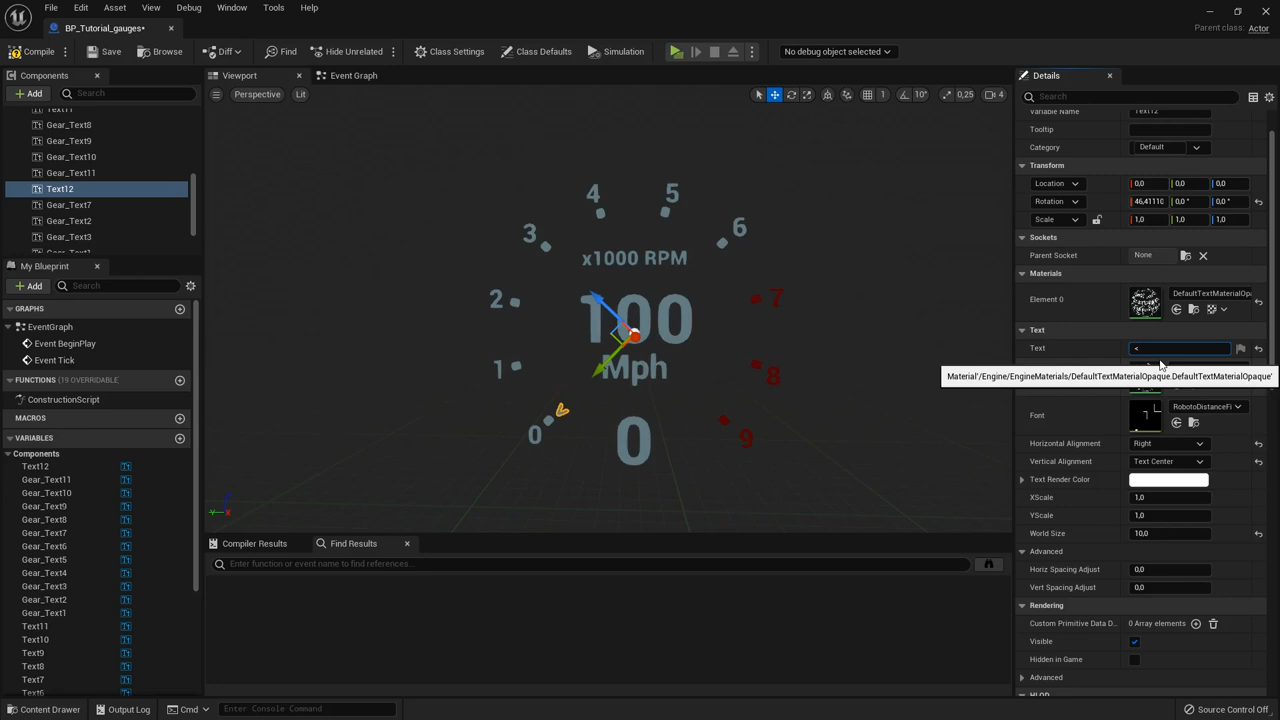 File Edit Asset View Debug Window Tools Help
BP_Tutorial_gauges*
Parent class: Actor
Compile Save Browse Diff Find Hide Unrelated Class Settings Class Defaults Simulation No debug object selected
Components
Add Search
Gear_Text8
Gear_Text9
Gear_Text10
Gear_Text11
Text12
Gear_Text7
Gear_Text2
Gear_Text3
My Blueprint
Add Search
GRAPHS
EventGraph
Event BeginPlay
Event Tick
FUNCTIONS (19 OVERRIDABLE
ConstructionScript
MACROS
VARIABLES
Components
Text12
Gear_Text11
Gear_Text10
Gear_Text9
Gear_Text8
Gear_Text7
Gear_Text6
Gear_Text5
Gear_Text4
Gear_Text3
Gear_Text2
Gear_Text1
Text11
Text10
Text9
Text8
Text7
Text6
Viewport Event Graph
Perspective Lit 1 10° 0,25 4
4 5
3 6
x1000 RPM
2 7
100
Mph
1 8
0 9
0
Compiler Results Find Results
Enter function or event name to find references...
Details
Search
Variable Name Text12
Tooltip
Category Default
Transform
Location 0,0 0,0 0,0
Rotation 46,41110 0,0 ° 0,0 °
Scale 1,0 1,0 1,0
Sockets
Parent Socket None
Materials
Element 0 DefaultTextMaterialOp
Text
Text <
Material'/Engine/EngineMaterials/DefaultTextMaterialOpaque.DefaultTextMaterialOpaque'
Font RobotoDistanceFi
Horizontal Alignment Right
Vertical Alignment Text Center
Text Render Color
XScale 1,0
YScale 1,0
World Size 10,0
Advanced
Horiz Spacing Adjust 0,0
Vert Spacing Adjust 0,0
Rendering
Custom Primitive Data D... 0 Array elements
Visible
Hidden in Game
Advanced
HLOD
Content Drawer Output Log Cmd Enter Console Command Source Control Off